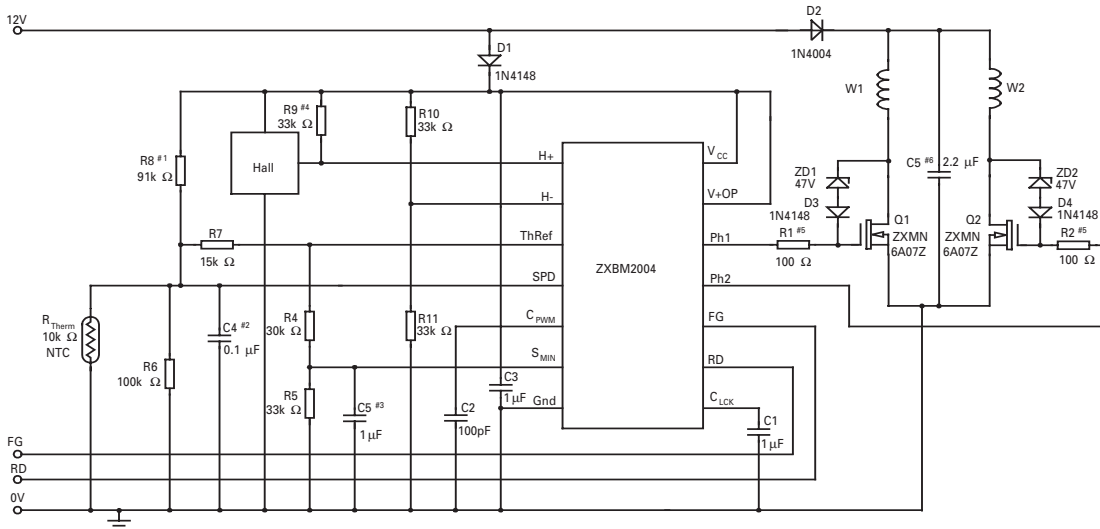 12V
D2
1N4004
D1
1N4148
W1
W2
R9 #4
33k Ω
R10
33k Ω
Hall
R8 #1
91k Ω
H+
H-
ThRef
SPD
C PWM
S MIN
Gnd
ZXBM2004
V CC
V+OP
Ph1
Ph2
FG
RD
C LCK
C5 #6
2.2 µF
ZD1
47V
D3
1N4148
Q1
ZXMN
6A07Z
ZD2
47V
D4
1N4148
Q2
ZXMN
6A07Z
R1 #5
100 Ω
R2 #5
100 Ω
R7
15k Ω
R Therm
10k Ω
NTC
R6
100k Ω
C4 #2
0.1 µF
R4
30k Ω
R11
33k Ω
R5
33k Ω
C5 #3
1 µF
C2
100pF
C3
1 µF
C1
1 µF
FG
RD
0V